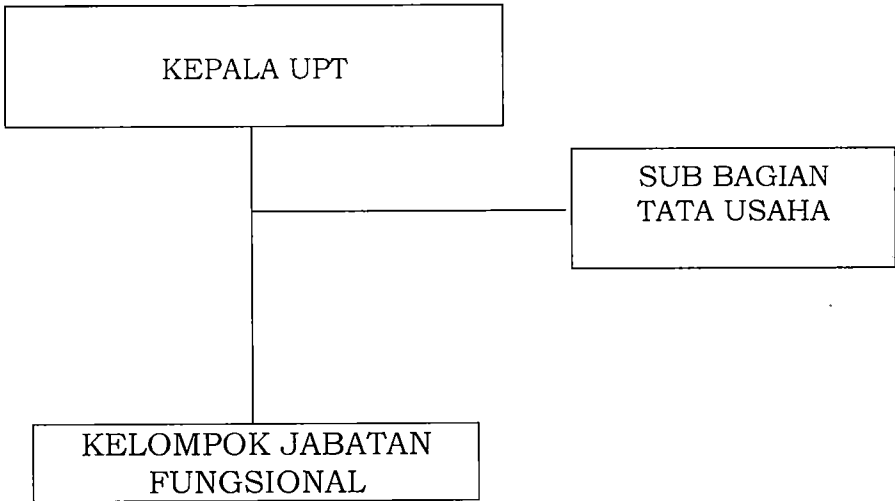 KEPALA UPT
SUB BAGIAN
TATA USAHA
KELOMPOK JABATAN
FUNGSIONAL